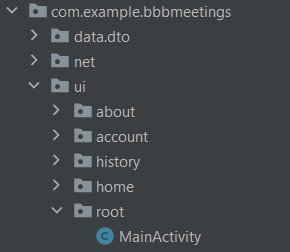 com.example.bbbmeetings
data.dto
net
ui
about
account
history
home
root
C MainActivity